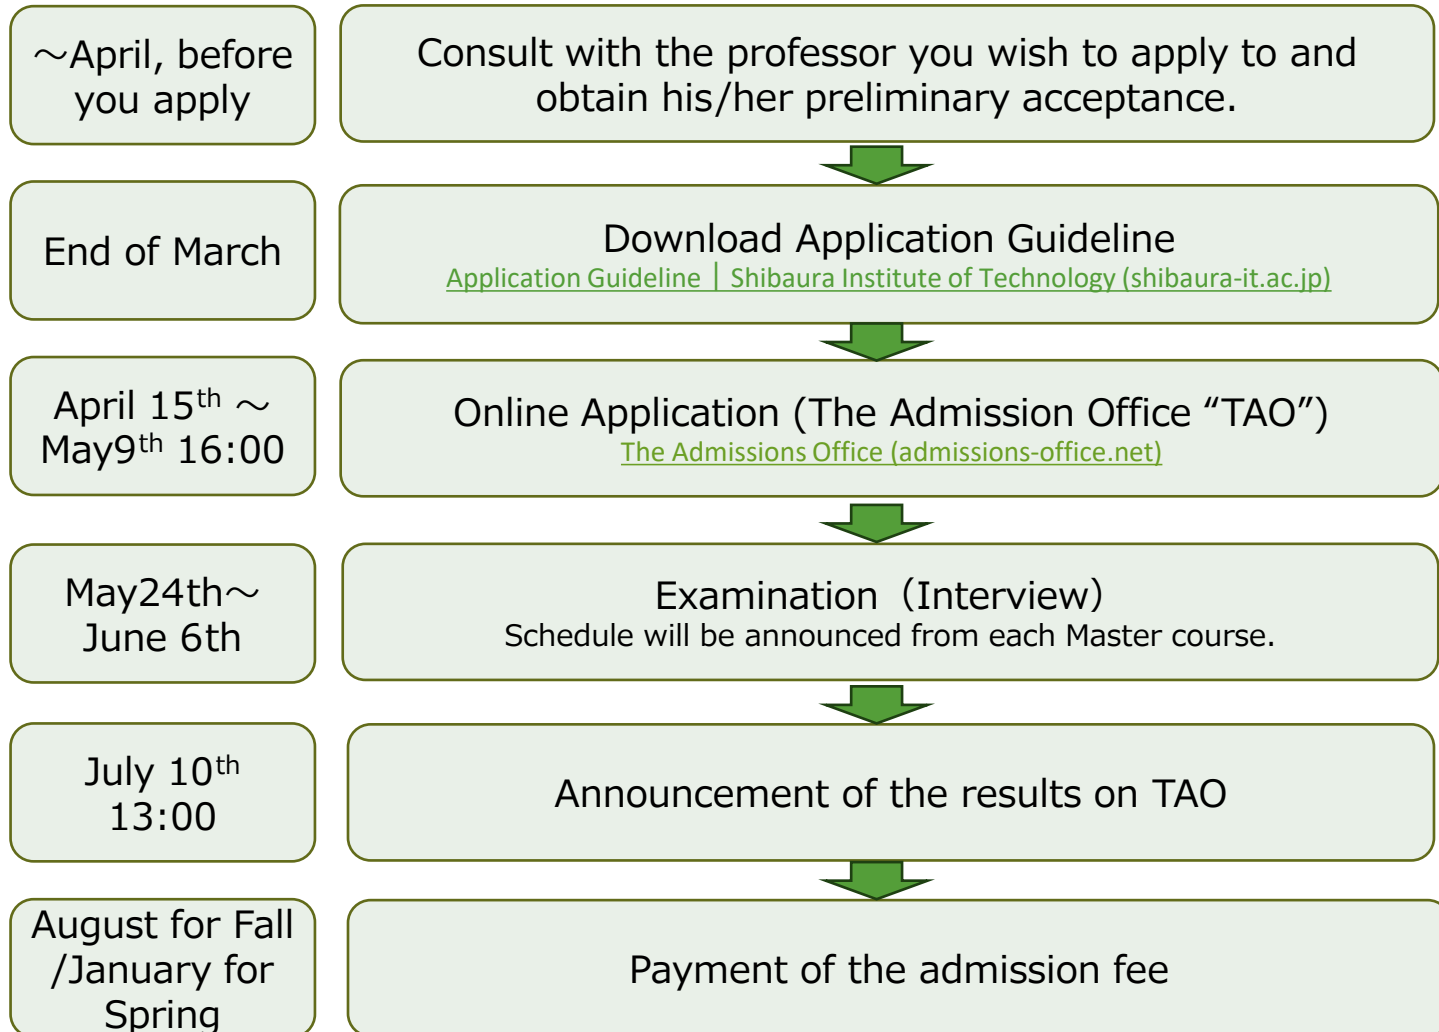 ～April, before
you apply
Consult with the professor you wish to apply to and
obtain his/her preliminary acceptance.
End of March
Download Application Guideline
Application Guideline｜Shibaura Institute of Technology (shibaura-it.ac.jp)
April 15th ～
May9th 16:00
Online Application (The Admission Office “TAO”)
The Admissions Office (admissions-office.net)
May24th～
June 6th
Examination（Interview）
Schedule will be announced from each Master course.
July 10th
13:00
Announcement of the results on TAO
August for Fall
/January for
Spring
Payment of the admission fee